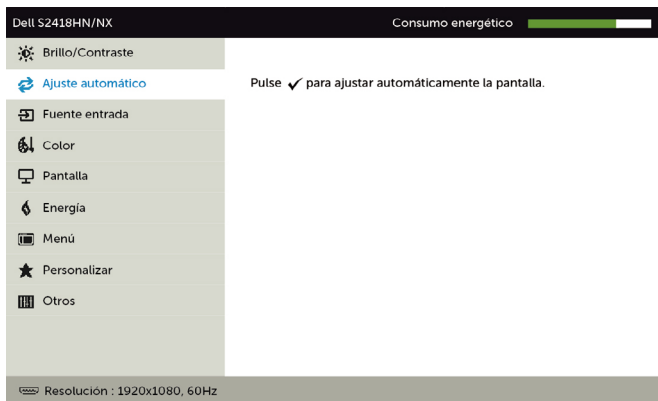 Dell S2418HN/NX Consumo energético
Brillo/Contraste
Ajuste automático
Pulse ✓ para ajustar automáticamente la pantalla.
Fuente entrada
Color
Pantalla
Energía
Menú
Personalizar
Otros
Resolución : 1920x1080, 60Hz